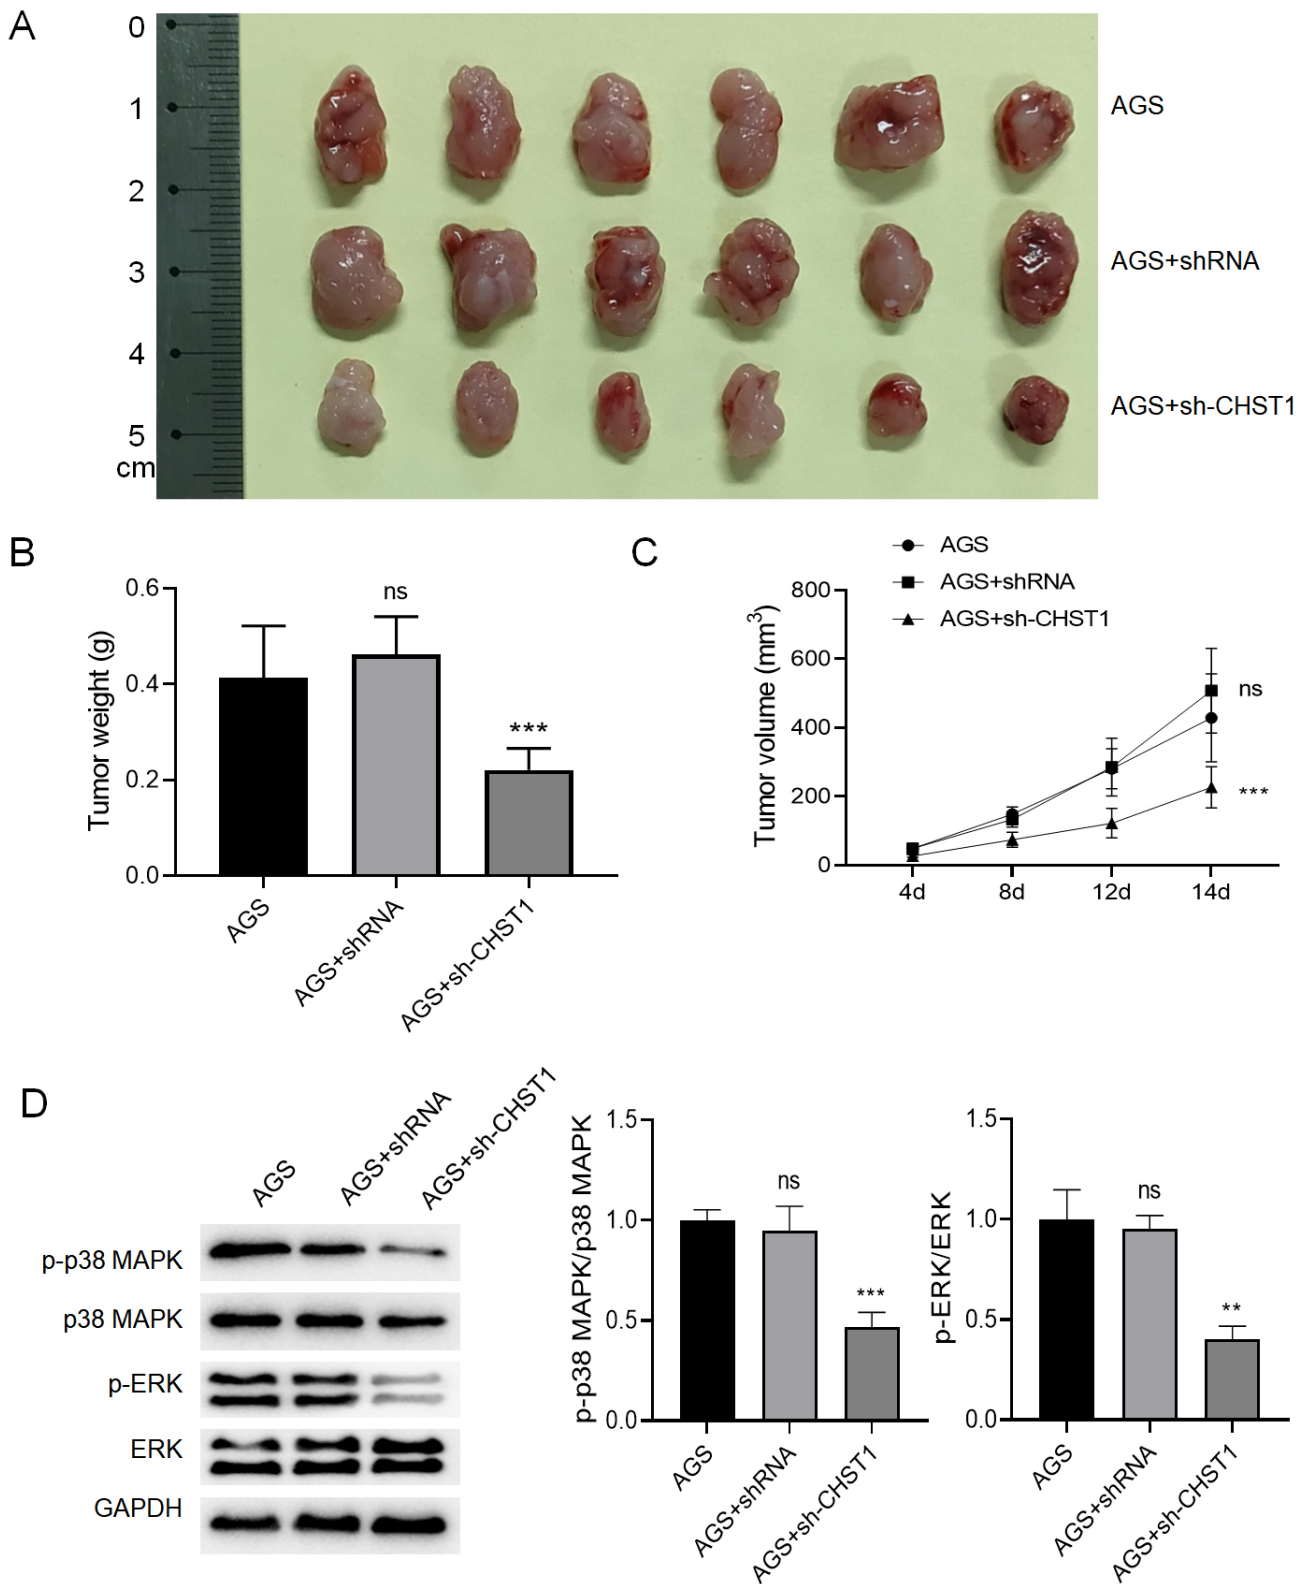 A
0
1
2
3
4
5
cm
AGS
AGS+shRNA
AGS+sh-CHST1
B
Tumor weight (g)
0.6
0.4
0.2
0.0
ns
***
AGS
AGS+shRNA
AGS+sh-CHST1
C
AGS
AGS+shRNA
AGS+sh-CHST1
Tumor volume (mm³)
800
600
400
200
0
ns
***
4d
8d
12d
14d
D
AGS
AGS+shRNA
AGS+sh-CHST1
p-p38 MAPK
p38 MAPK
p-ERK
ERK
GAPDH
p-p38 MAPK/p38 MAPK
1.5
1.0
0.5
0.0
ns
***
AGS
AGS+shRNA
AGS+sh-CHST1
p-ERK/ERK
1.5
1.0
0.5
0.0
ns
**
AGS
AGS+shRNA
AGS+sh-CHST1